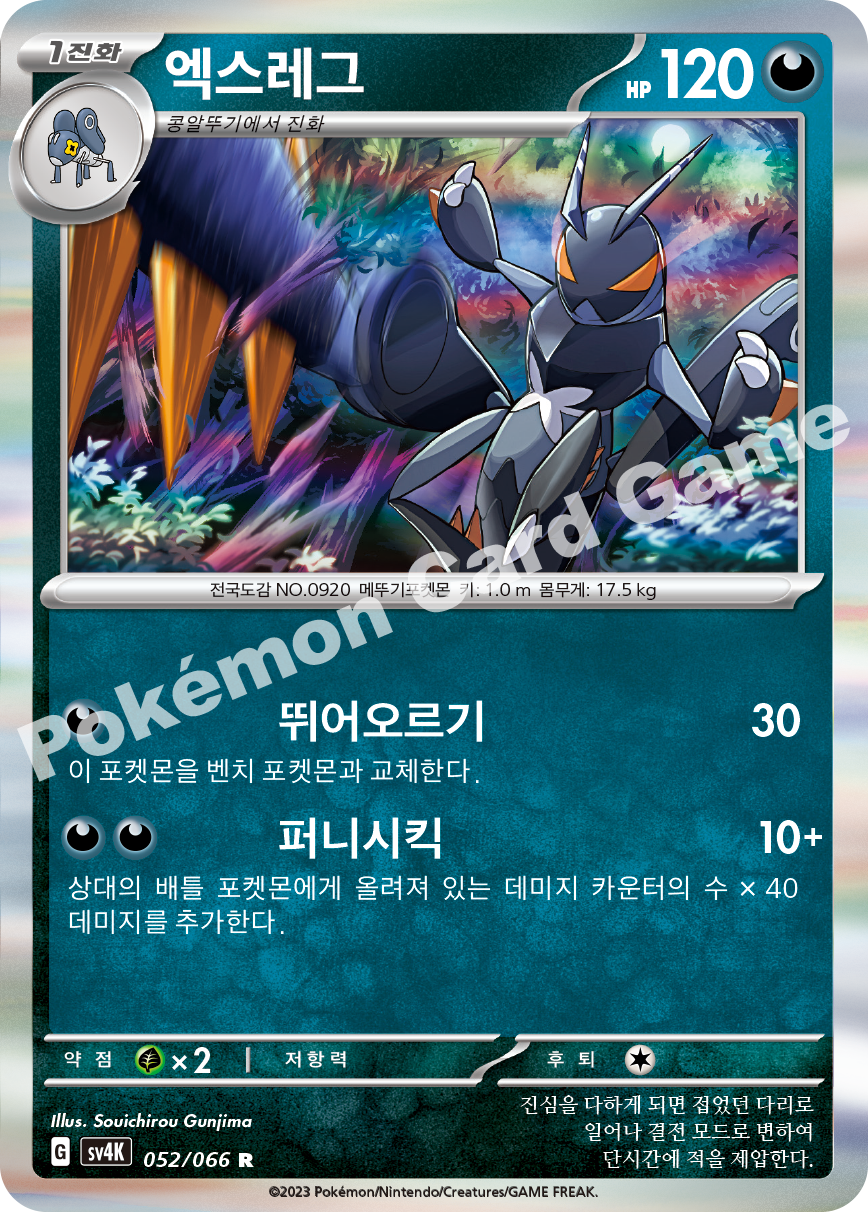 1진화
엑스레그
HP 120
콩알뚜기에서 진화
전국도감 NO.0920 메뚜기포켓몬 키: 1.0 m 몸무게: 17.5 kg
Pokémon Card Game
뛰어오르기 30
이 포켓몬을 벤치 포켓몬과 교체한다.
퍼니시킥 10+
상대의 배틀 포켓몬에게 올려져 있는 데미지 카운터의 수 × 40
데미지를 추가한다.
약점 ×2 저항력 후퇴
Illus. Souichirou Gunjima
진심을 다하게 되면 접었던 다리로
일어나 결전 모드로 변하여
단시간에 적을 제압한다.
G SV4K 052/066 R
©2023 Pokémon/Nintendo/Creatures/GAME FREAK.